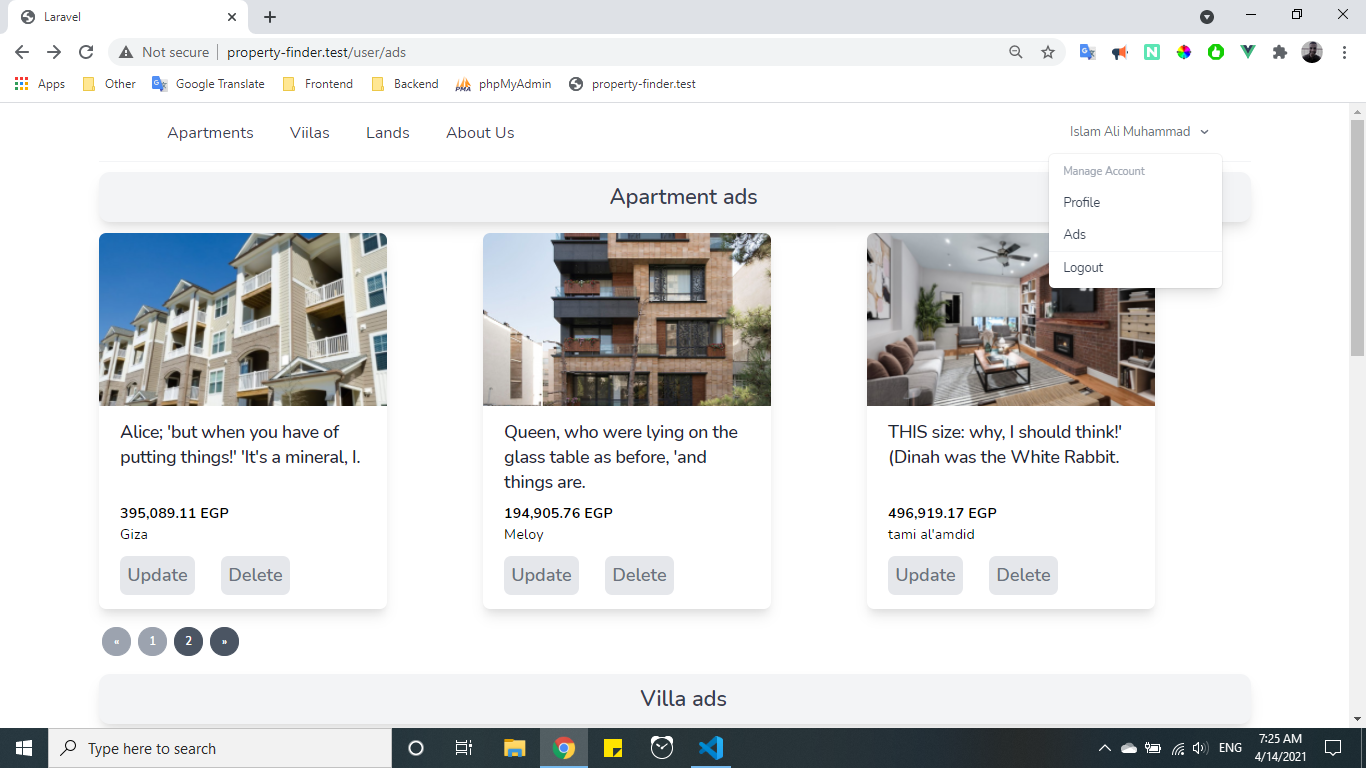 Laravel
Not secure
property-finder.test/user/ads
Apps
Other
Google Translate
Frontend
Backend
phpMyAdmin
property-finder.test
Apartments
Viilas
Lands
About Us
Islam Ali Muhammad
Manage Account
Profile
Ads
Logout
Apartment ads
Alice; 'but when you have of
putting things!' 'It's a mineral, I.
395,089.11 EGP
Giza
Update
Delete
Queen, who were lying on the
glass table as before, 'and
things are.
194,905.76 EGP
Meloy
Update
Delete
THIS size: why, I should think!'
(Dinah was the White Rabbit.
496,919.17 EGP
tami al'amdid
Update
Delete
«
1
2
»
Villa ads
Type here to search
ENG
7:25 AM
4/14/2021